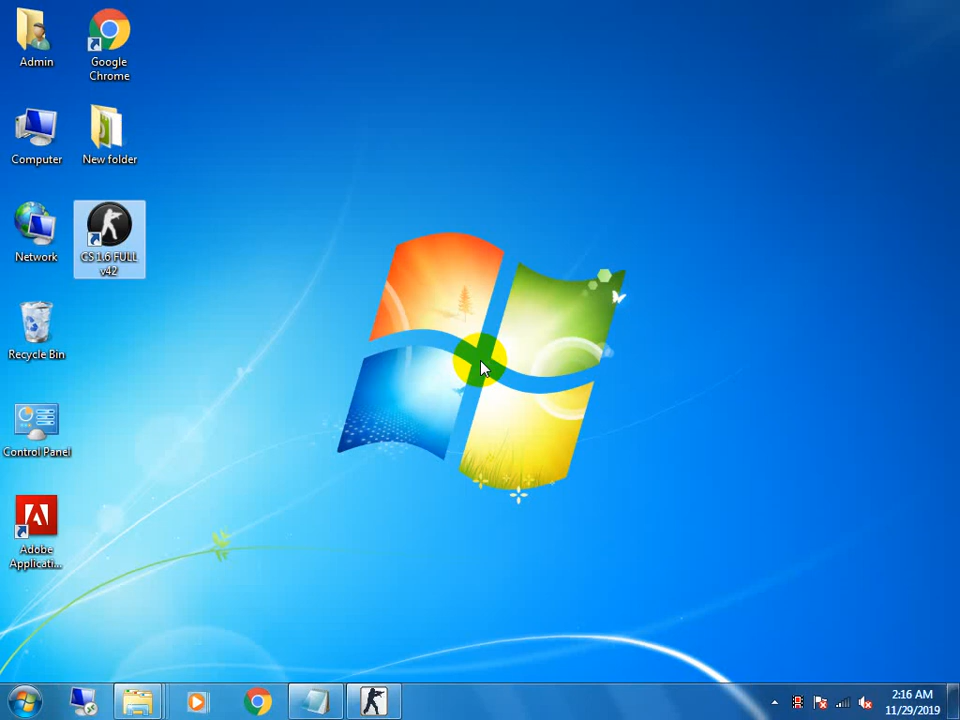 Admin
Google
Chrome
Computer
New folder
Network
CS 1.6 FULL
v42
Recycle Bin
Control Panel
Adobe
Applicati...
2:16 AM
11/29/2019